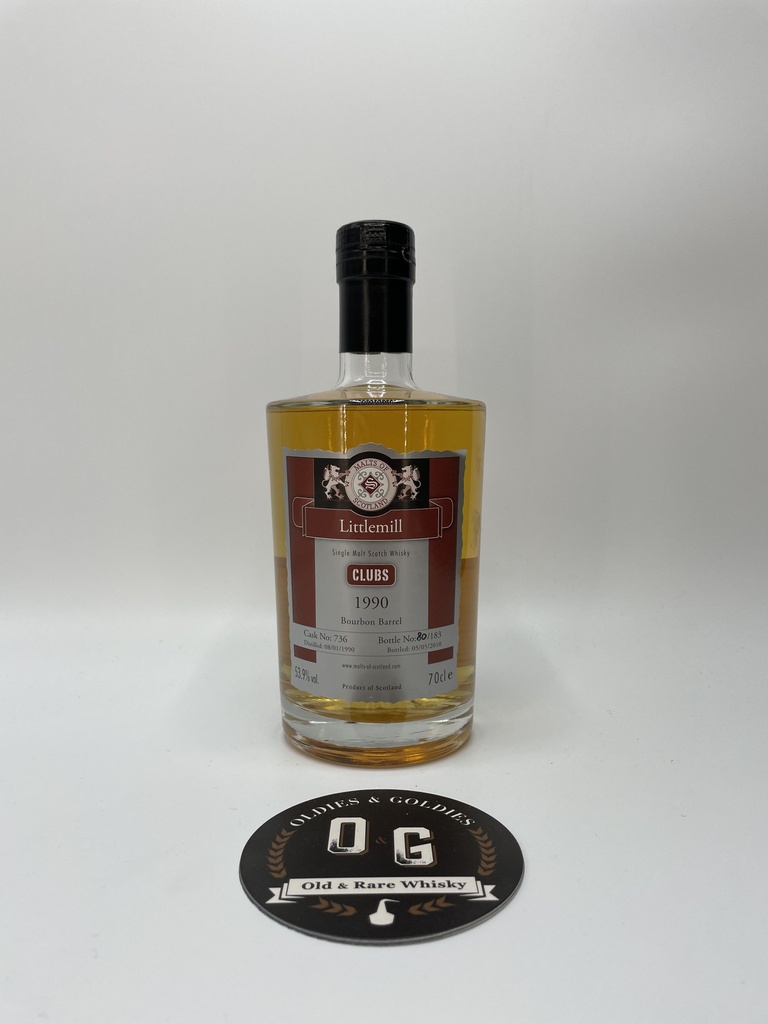 MALTS OF
S
SCOTLAND
Littlemill
Single Malt Scotch Whisky
CLUBS
1990
Bourbon Barrel
Cask No: 736 Bottle No: 80/183
Distilled: 08/01/1990 Bottled: 05/05/2010
www.malts-of-scotland.com
53.9% vol. 70cl e
Product of Scotland
OLDIES & GOLDIES
O & G
Old & Rare Whisky